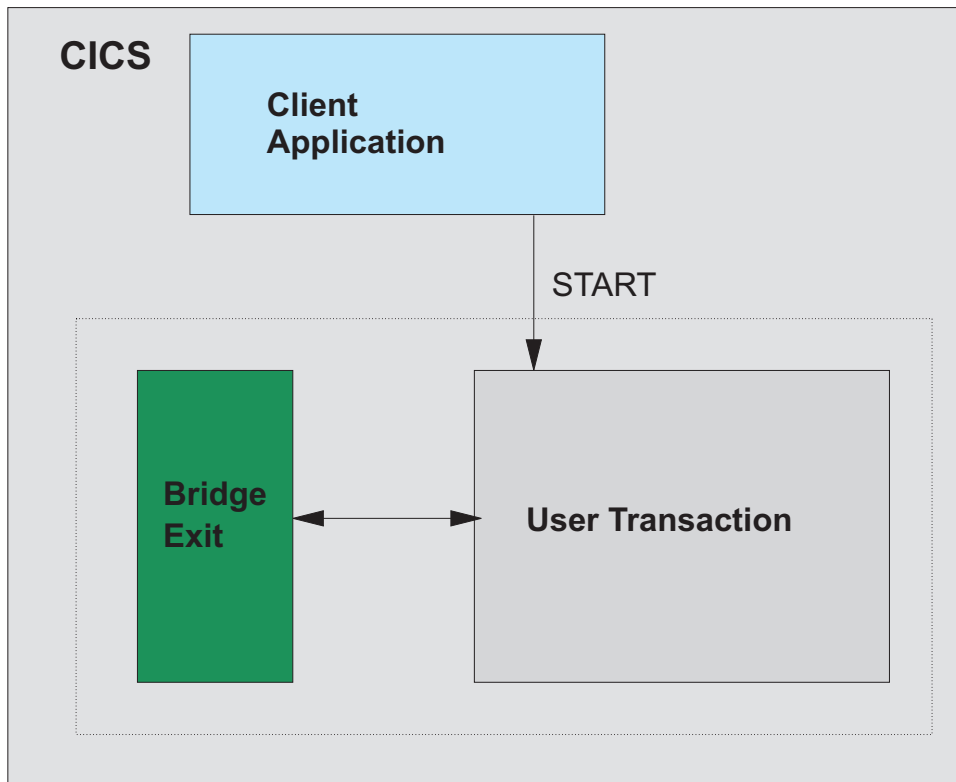 CICS
Client
Application
START
Bridge
Exit
User Transaction